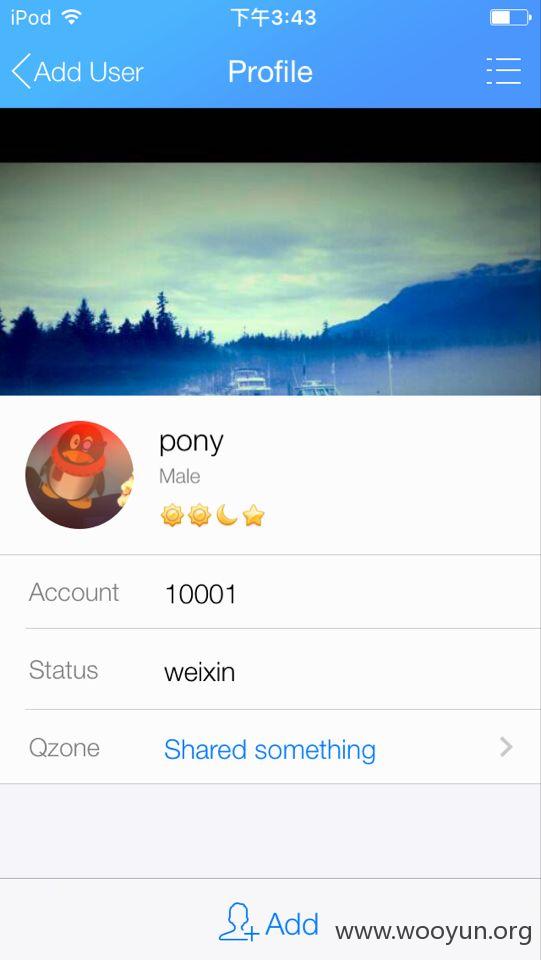 iPod 下午3:43
Add User Profile
pony
Male
Account 10001
Status weixin
Qzone Shared something
Add
www.wooyun.org